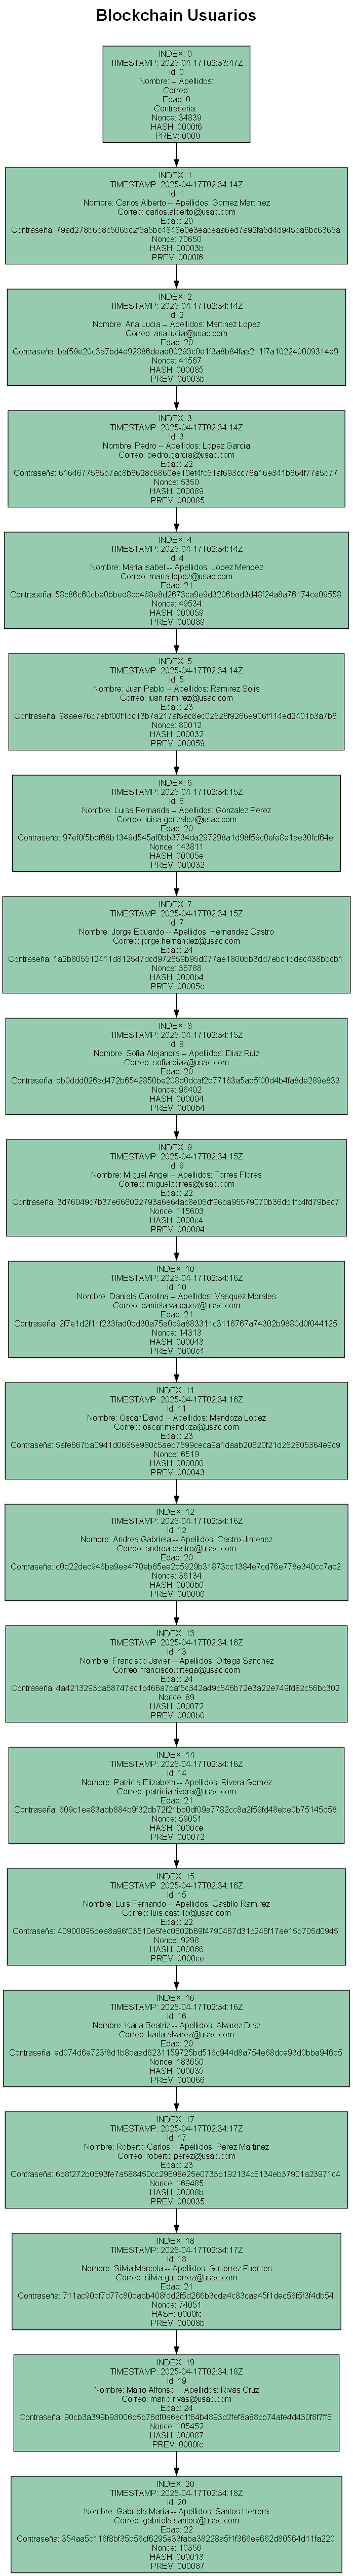 Blockchain Usuarios
INDEX: 0
TIMESTAMP: 2025-04-17T02:33:47Z
Id: 0
Nombre: -- Apellidos:
Correo:
Edad: 0
Contraseña:
Nonce: 34839
HASH: 0000f6
PREV: 0000
INDEX: 1
TIMESTAMP: 2025-04-17T02:34:14Z
Id: 1
Nombre: Carlos Alberto -- Apellidos: Gomez Martinez
Correo: carlos.alberto@usac.com
Edad: 20
Contraseña: 79ad278b6b8c506bc2f5a5bc4848e0e3eaceaa6ed7a92fa5d4d945ba6bc6365a
Nonce: 70650
HASH: 00003b
PREV: 0000f6
INDEX: 2
TIMESTAMP: 2025-04-17T02:34:14Z
Id: 2
Nombre: Ana Lucia -- Apellidos: Martinez Lopez
Correo: ana.lucia@usac.com
Edad: 20
Contraseña: baf59e20c3a7bd4e92886deae00293c0e1f3a8b84faa211f7a102240009314e9
Nonce: 41567
HASH: 000085
PREV: 00003b
INDEX: 3
TIMESTAMP: 2025-04-17T02:34:14Z
Id: 3
Nombre: Pedro -- Apellidos: Lopez Garcia
Correo: pedro.garcia@usac.com
Edad: 22
Contraseña: 6164677565b7ac8b6628c6860ee10ef4fc51af693cc76a16e341b664f77a5b77
Nonce: 5350
HASH: 000089
PREV: 000085
INDEX: 4
TIMESTAMP: 2025-04-17T02:34:14Z
Id: 4
Nombre: Maria Isabel -- Apellidos: Lopez Mendez
Correo: maria.lopez@usac.com
Edad: 21
Contraseña: 58c86c60cbe0bbed8cd468e8d2673ca9e9d3206bad3d48f24a8a76174ce09558
Nonce: 49534
HASH: 000059
PREV: 000089
INDEX: 5
TIMESTAMP: 2025-04-17T02:34:14Z
Id: 5
Nombre: Juan Pablo -- Apellidos: Ramirez Solis
Correo: juan.ramirez@usac.com
Edad: 23
Contraseña: 98aee76b7ebf00f1dc13b7a217af5ac8ec02526f9266e906f114ed2401b3a7b6
Nonce: 80012
HASH: 000032
PREV: 000059
INDEX: 6
TIMESTAMP: 2025-04-17T02:34:15Z
Id: 6
Nombre: Luisa Fernanda -- Apellidos: Gonzalez Perez
Correo: luisa.gonzalez@usac.com
Edad: 20
Contraseña: 97ef0f5bdf68b1349d545af0bb3734da297298a1d98f59c0efe8e1ae30fcf64e
Nonce: 143811
HASH: 00005e
PREV: 000032
INDEX: 7
TIMESTAMP: 2025-04-17T02:34:15Z
Id: 7
Nombre: Jorge Eduardo -- Apellidos: Hernandez Castro
Correo: jorge.hernandez@usac.com
Edad: 24
Contraseña: 1a2b805512411d812547dcd972659b95d077ae1800bb3dd7ebc1ddac438bbcb1
Nonce: 36788
HASH: 0000b4
PREV: 00005e
INDEX: 8
TIMESTAMP: 2025-04-17T02:34:15Z
Id: 8
Nombre: Sofia Alejandra -- Apellidos: Diaz Ruiz
Correo: sofia.diaz@usac.com
Edad: 20
Contraseña: bb0ddd026ad472b6542850be208d0dcaf2b77163a5ab5f00d4b4fa8de289e833
Nonce: 96402
HASH: 000004
PREV: 0000b4
INDEX: 9
TIMESTAMP: 2025-04-17T02:34:15Z
Id: 9
Nombre: Miguel Angel -- Apellidos: Torres Flores
Correo: miguel.torres@usac.com
Edad: 22
Contraseña: 3d76049c7b37e666022793a6e64ac8e05df96ba95579070b36db1fc4fd79bac7
Nonce: 115603
HASH: 0000c4
PREV: 000004
INDEX: 10
TIMESTAMP: 2025-04-17T02:34:16Z
Id: 10
Nombre: Daniela Carolina -- Apellidos: Vasquez Morales
Correo: daniela.vasquez@usac.com
Edad: 21
Contraseña: 2f7e1d2f11f233fad0bd30a75a0c9a883311c3116767a74302b9880d0f044125
Nonce: 14313
HASH: 000043
PREV: 0000c4
INDEX: 11
TIMESTAMP: 2025-04-17T02:34:16Z
Id: 11
Nombre: Oscar David -- Apellidos: Mendoza Lopez
Correo: oscar.mendoza@usac.com
Edad: 23
Contraseña: 5afe667ba0941d0685e980c5aeb7599ceca9a1daab20620f21d252805364e9c9
Nonce: 6519
HASH: 000000
PREV: 000043
INDEX: 12
TIMESTAMP: 2025-04-17T02:34:16Z
Id: 12
Nombre: Andrea Gabriela -- Apellidos: Castro Jimenez
Correo: andrea.castro@usac.com
Edad: 20
Contraseña: c0d22dec946ba9ea4f70eb65ee2b5929b31873cc1384e7cd76e778e340cc7ac2
Nonce: 36134
HASH: 0000b0
PREV: 000000
INDEX: 13
TIMESTAMP: 2025-04-17T02:34:16Z
Id: 13
Nombre: Francisco Javier -- Apellidos: Ortega Sanchez
Correo: francisco.ortega@usac.com
Edad: 24
Contraseña: 4a4213293ba68747ac1c466a7baf5c342a49c546b72e3a22e749fd82c56bc302
Nonce: 89
HASH: 000072
PREV: 0000b0
INDEX: 14
TIMESTAMP: 2025-04-17T02:34:16Z
Id: 14
Nombre: Patricia Elizabeth -- Apellidos: Rivera Gomez
Correo: patricia.rivera@usac.com
Edad: 21
Contraseña: 609c1ee83abb884b9f32db72f21bb0df09a7782cc8a2f59fd48ebe0b75145d58
Nonce: 59051
HASH: 0000ce
PREV: 000072
INDEX: 15
TIMESTAMP: 2025-04-17T02:34:16Z
Id: 15
Nombre: Luis Fernando -- Apellidos: Castillo Ramirez
Correo: luis.castillo@usac.com
Edad: 22
Contraseña: 40900095dea8a96f03510e5fec0602b69f4790467d31c246f17ae15b705d0945
Nonce: 9298
HASH: 000066
PREV: 0000ce
INDEX: 16
TIMESTAMP: 2025-04-17T02:34:16Z
Id: 16
Nombre: Karla Beatriz -- Apellidos: Alvarez Diaz
Correo: karla.alvarez@usac.com
Edad: 20
Contraseña: ed074d6e723f8d1b8baad6231159725bd516c944d8a754e68dce93d0bba946b5
Nonce: 183650
HASH: 000035
PREV: 000066
INDEX: 17
TIMESTAMP: 2025-04-17T02:34:17Z
Id: 17
Nombre: Roberto Carlos -- Apellidos: Perez Martinez
Correo: roberto.perez@usac.com
Edad: 23
Contraseña: 6b8f272b0693fe7a588450cc29698e25e0733b192134c6134eb37901a23971c4
Nonce: 169485
HASH: 00008b
PREV: 000035
INDEX: 18
TIMESTAMP: 2025-04-17T02:34:17Z
Id: 18
Nombre: Silvia Marcela -- Apellidos: Gutierrez Fuentes
Correo: silvia.gutierrez@usac.com
Edad: 21
Contraseña: 711ac90df7d77c80badb408fdd2f5d266b3cda4c83caa45f1dec56f5f3f4db54
Nonce: 74051
HASH: 0000fc
PREV: 00008b
INDEX: 19
TIMESTAMP: 2025-04-17T02:34:18Z
Id: 19
Nombre: Mario Alfonso -- Apellidos: Rivas Cruz
Correo: mario.rivas@usac.com
Edad: 24
Contraseña: 90cb3a399b93006b5b76df0a6ec1f64b4893d2fef8a88cb74afe4d430f8f7ff6
Nonce: 105452
HASH: 000087
PREV: 0000fc
INDEX: 20
TIMESTAMP: 2025-04-17T02:34:18Z
Id: 20
Nombre: Gabriela Maria -- Apellidos: Santos Herrera
Correo: gabriela.santos@usac.com
Edad: 22
Contraseña: 354aa5c116f8bf35b56cf6295e33faba38228a5f1f366ee662d80564d11fa220
Nonce: 10356
HASH: 000013
PREV: 000087